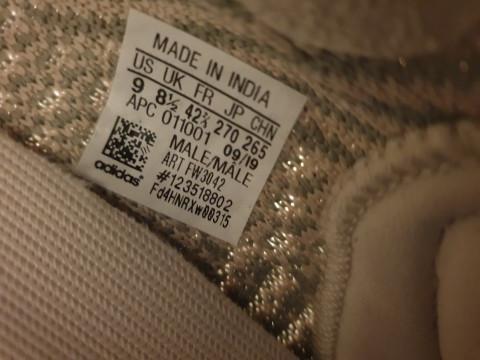 MADE IN INDIA
US UK FR JP CHN
9 8½ 42⅔ 270 265
APC 011001 09/19
MALE/MALE
ART FW3042
#123518802
Fd4HNRXw00315
adidas